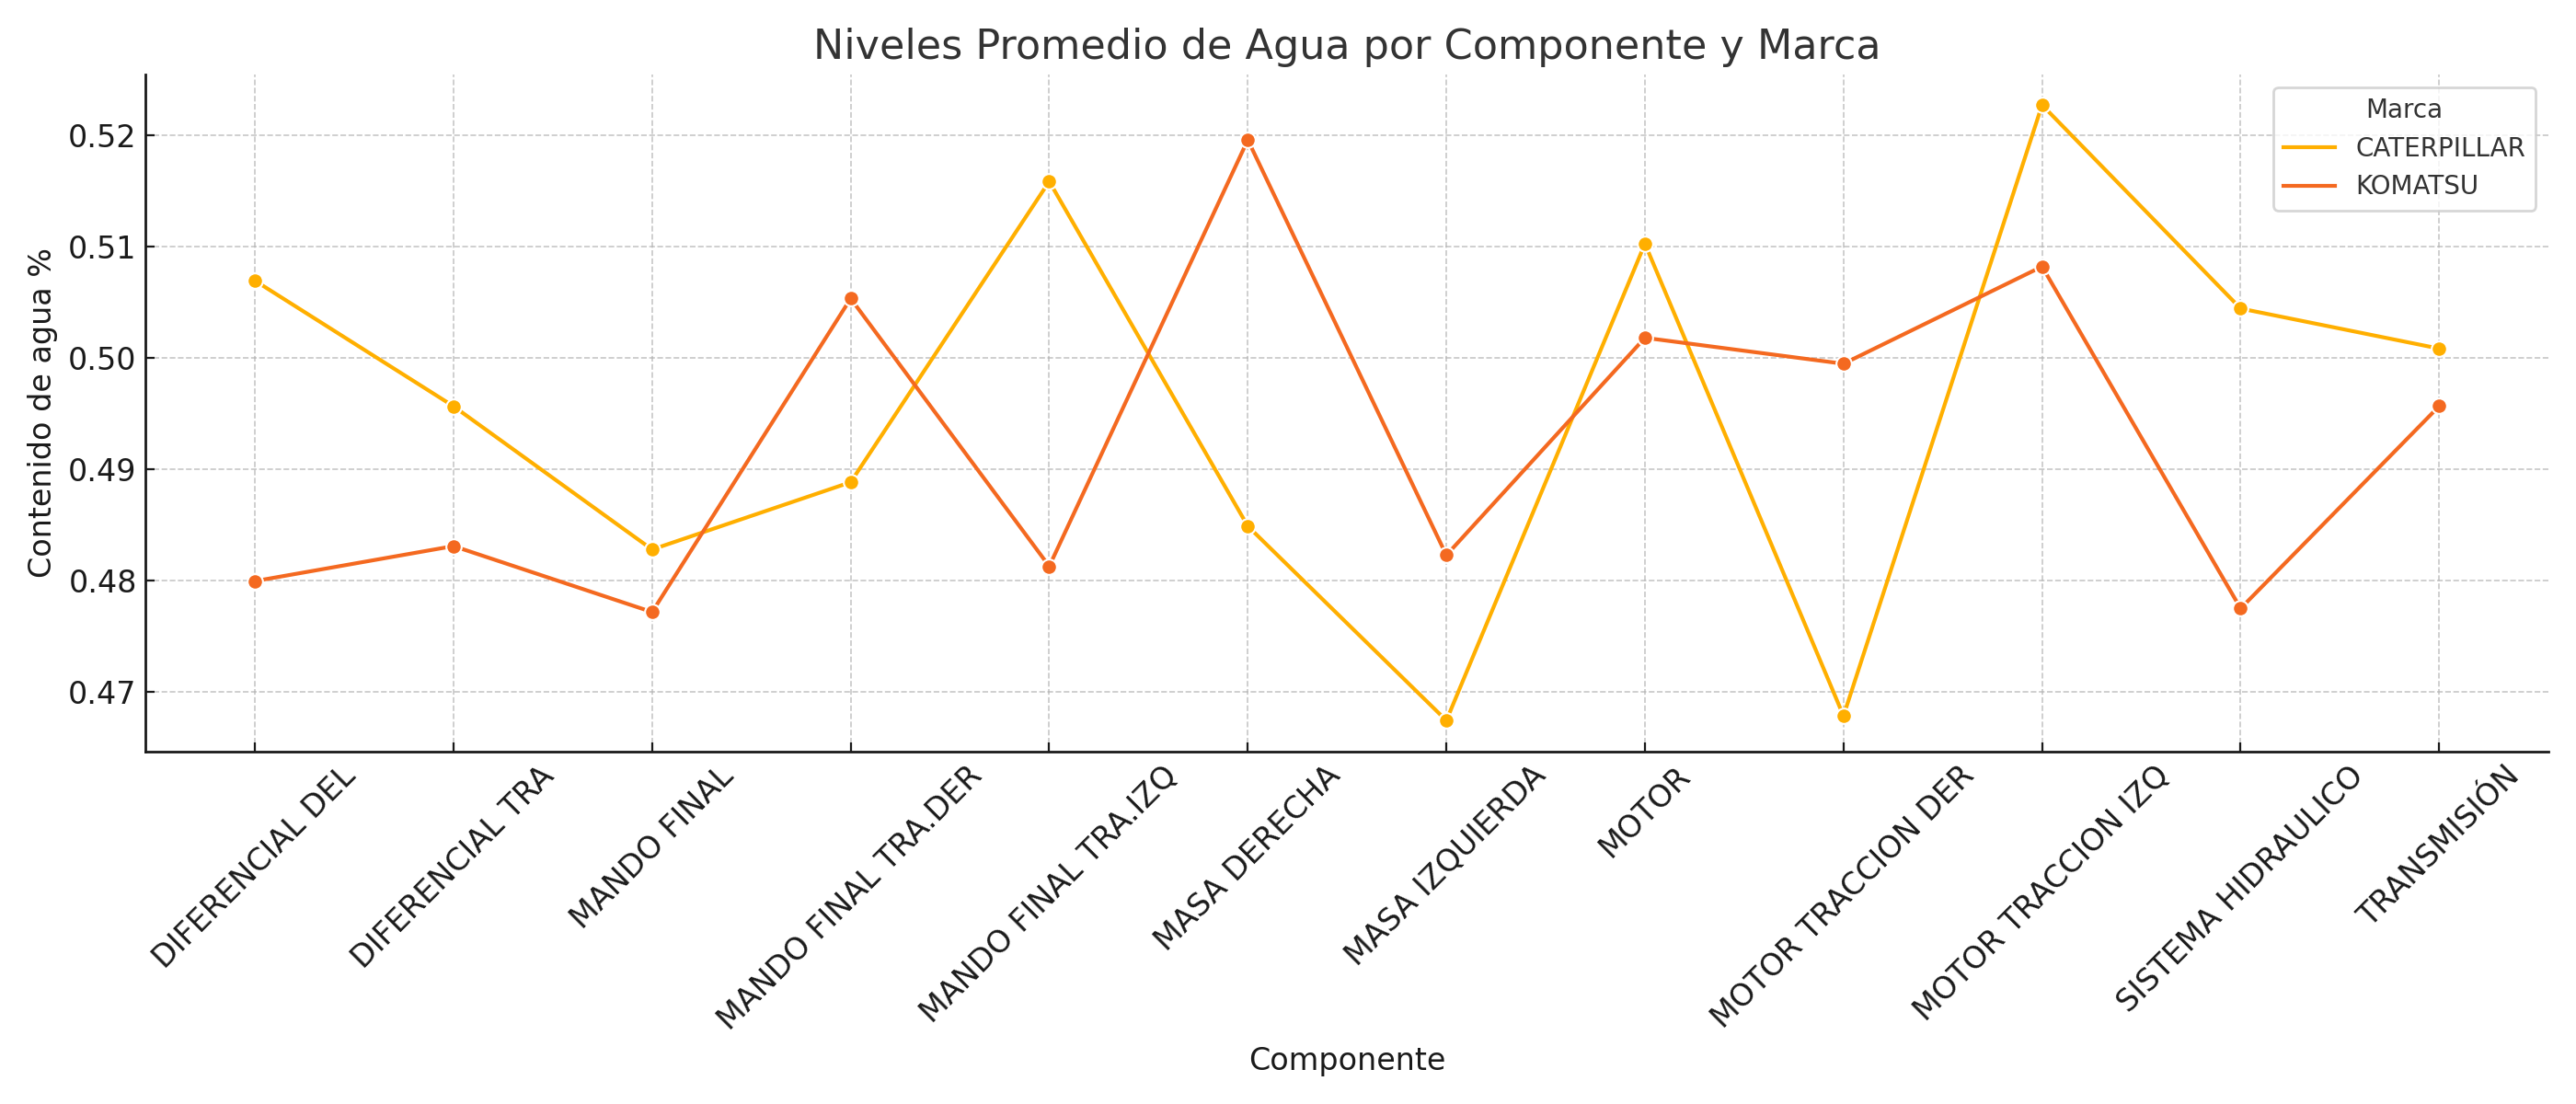 Niveles Promedio de Agua por Componente y Marca
Marca
CATERPILLAR
KOMATSU
Contenido de agua %
0.52
0.51
0.50
0.49
0.48
0.47
DIFERENCIAL DEL
DIFERENCIAL TRA
MANDO FINAL
MANDO FINAL TRA.DER
MANDO FINAL TRA.IZQ
MASA DERECHA
MASA IZQUIERDA
MOTOR
MOTOR TRACCION DER
MOTOR TRACCION IZQ
SISTEMA HIDRAULICO
TRANSMISIÓN
Componente